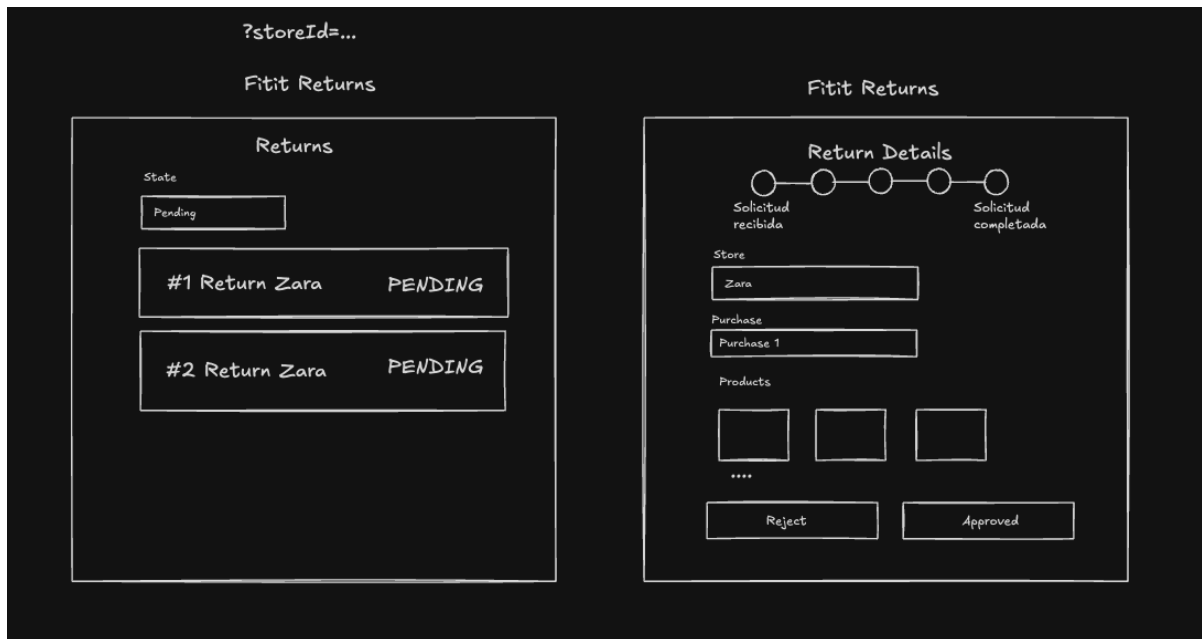 ?storeId=...
Fitit Returns
Returns
State
Pending
#1 Return Zara
PENDING
#2 Return Zara
PENDING
Fitit Returns
Return Details
Solicitud
recibida
Solicitud
completada
Store
Zara
Purchase
Purchase 1
Products
....
Reject
Approved